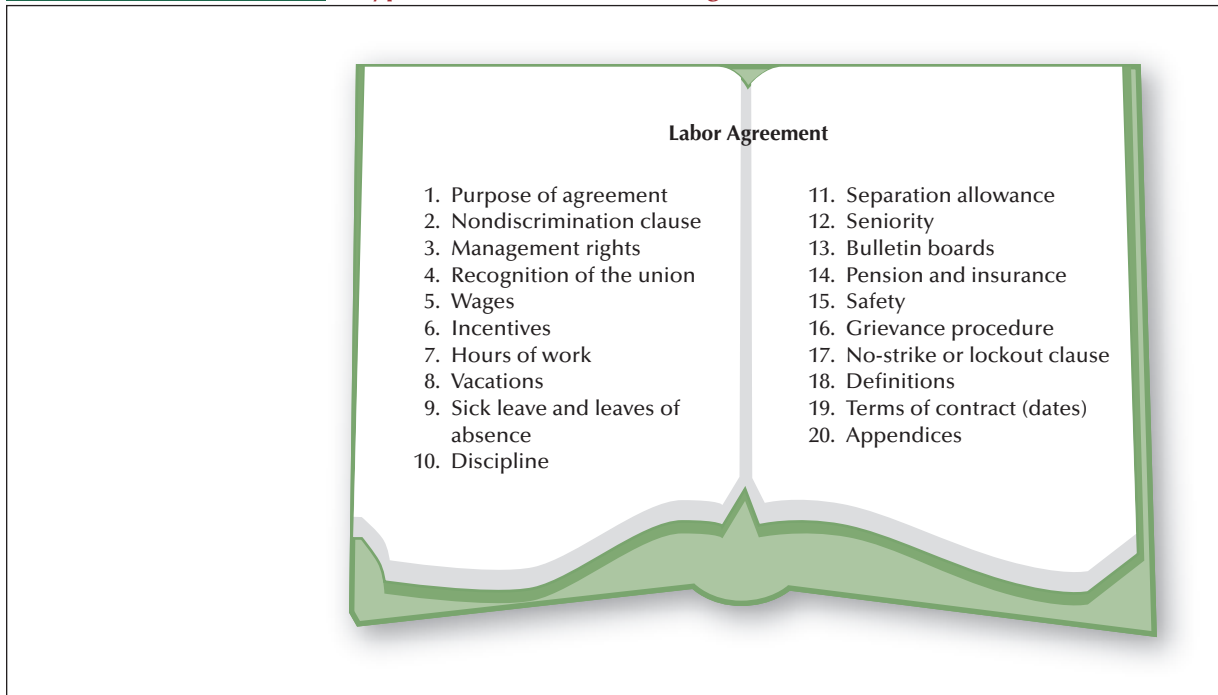 Labor Agreement
1. Purpose of agreement
2. Nondiscrimination clause
3. Management rights
4. Recognition of the union
5. Wages
6. Incentives
7. Hours of work
8. Vacations
9. Sick leave and leaves of
absence
10. Discipline
11. Separation allowance
12. Seniority
13. Bulletin boards
14. Pension and insurance
15. Safety
16. Grievance procedure
17. No-strike or lockout clause
18. Definitions
19. Terms of contract (dates)
20. Appendices